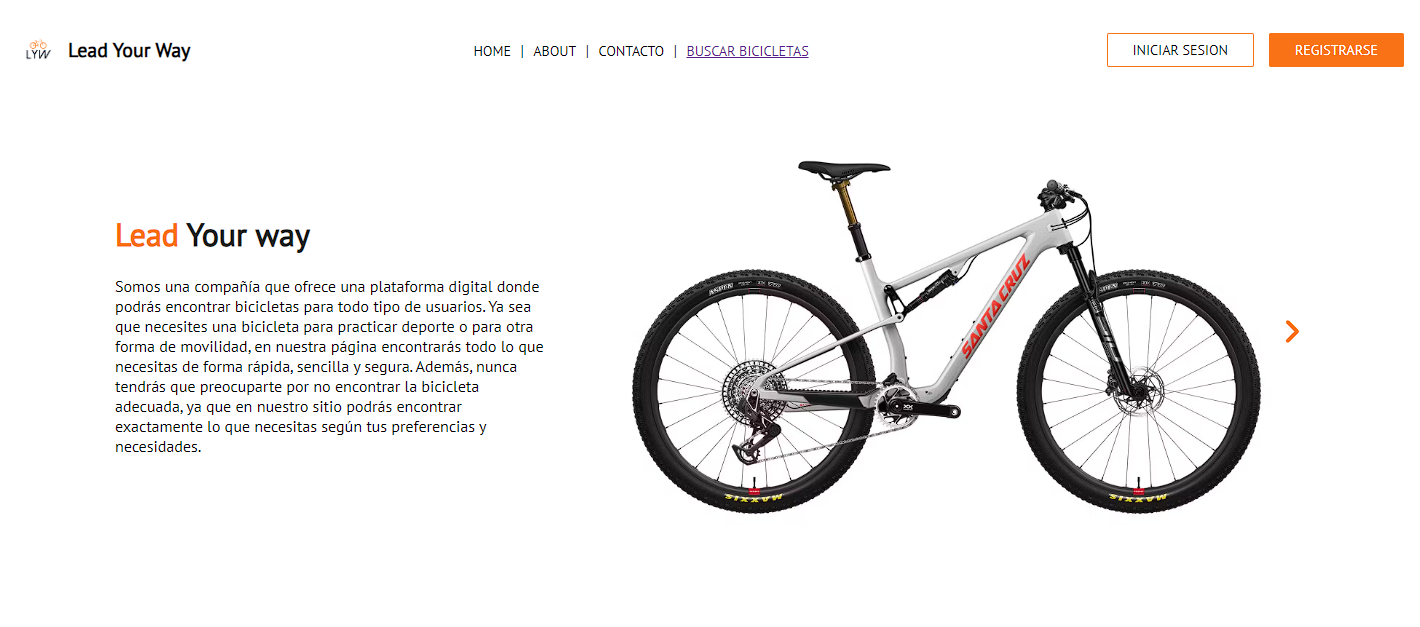 LYW Lead Your Way
HOME | ABOUT | CONTACTO | BUSCAR BICICLETAS
INICIAR SESION
REGISTRARSE
Lead Your way
Somos una compañía que ofrece una plataforma digital donde
podrás encontrar bicicletas para todo tipo de usuarios. Ya sea
que necesites una bicicleta para practicar deporte o para otra
forma de movilidad, en nuestra página encontrarás todo lo que
necesitas de forma rápida, sencilla y segura. Además, nunca
tendrás que preocuparte por no encontrar la bicicleta
adecuada, ya que en nuestro sitio podrás encontrar
exactamente lo que necesitas según tus preferencias y
necesidades.
SANTA CRUZ
MAXXIS
MAXXIS